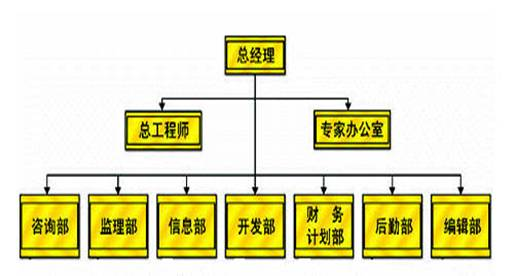 总经理
总工程师
专家办公室
咨询部
监理部
信息部
开发部
财 务
计划部
后勤部
编辑部